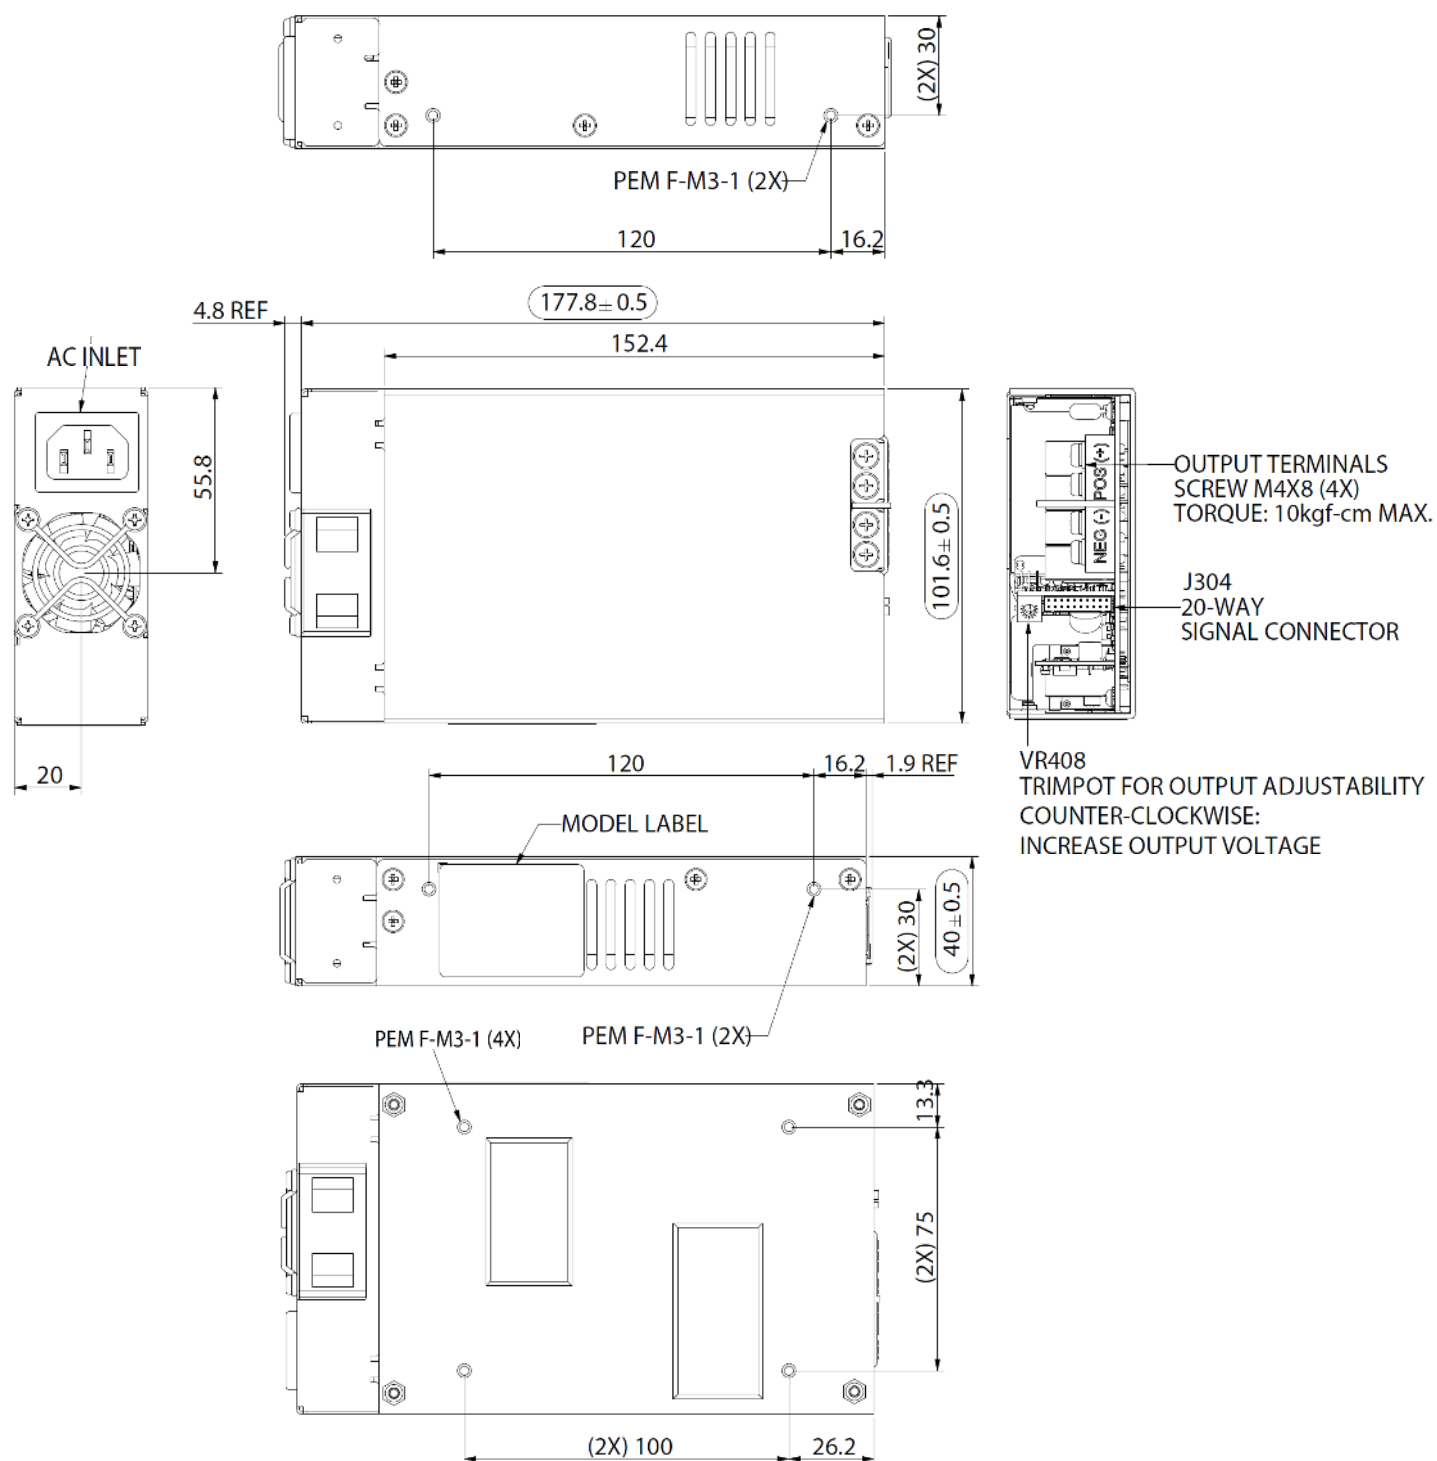 (2X) 30
PEM F-M3-1 (2X)
120
16.2
4.8 REF
177.8± 0.5
152.4
AC INLET
55.8
101.6± 0.5
POS (+)
NEG (-)
OUTPUT TERMINALS
SCREW M4X8 (4X)
TORQUE: 10kgf-cm MAX.
J304
20-WAY
SIGNAL CONNECTOR
20
120
16.2
1.9 REF
VR408
TRIMPOT FOR OUTPUT ADJUSTABILITY
COUNTER-CLOCKWISE:
INCREASE OUTPUT VOLTAGE
MODEL LABEL
(2X) 30
40±0.5
PEM F-M3-1 (4X)
PEM F-M3-1 (2X)
13.3
(2X) 75
(2X) 100
26.2